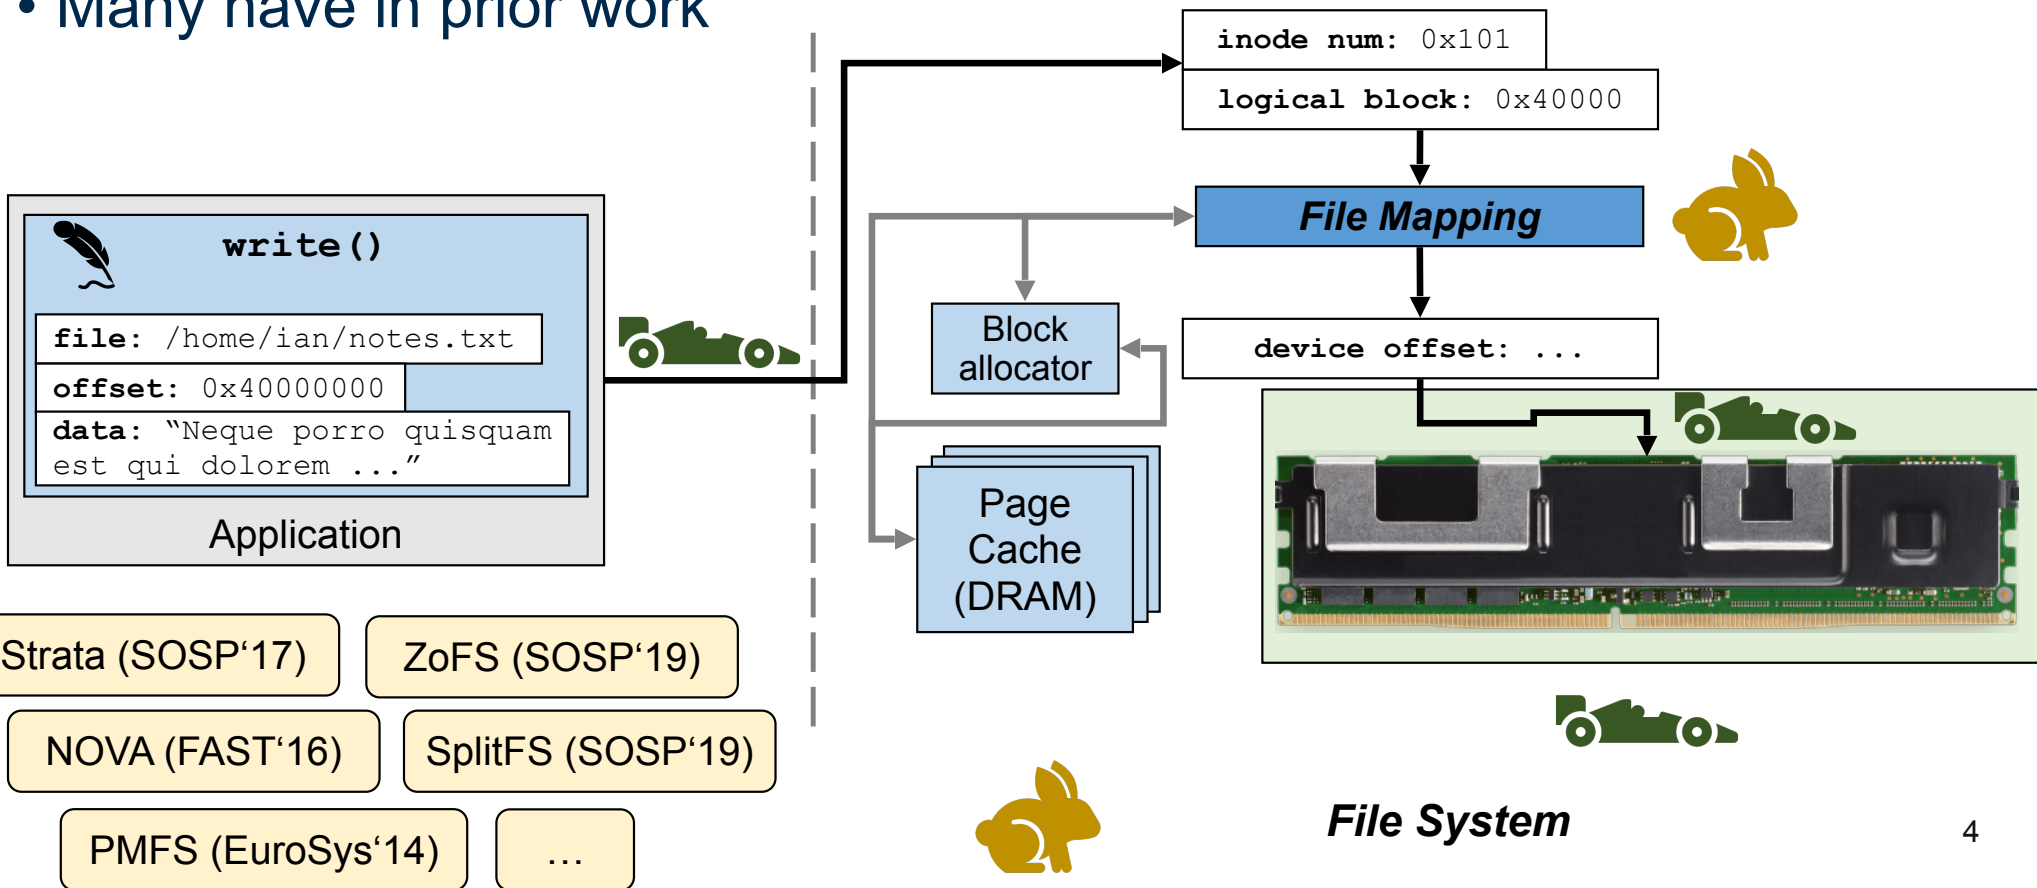 • Many have in prior work
inode num: 0x101
logical block: 0x40000
File Mapping
write()
file: /home/ian/notes.txt
offset: 0x40000000
data: “Neque porro quisquam
est qui dolorem ...”
Application
Block
allocator
device offset: ...
Page
Cache
(DRAM)
Strata (SOSP‘17)
ZoFS (SOSP‘19)
NOVA (FAST‘16)
SplitFS (SOSP‘19)
PMFS (EuroSys‘14)
…
File System
4